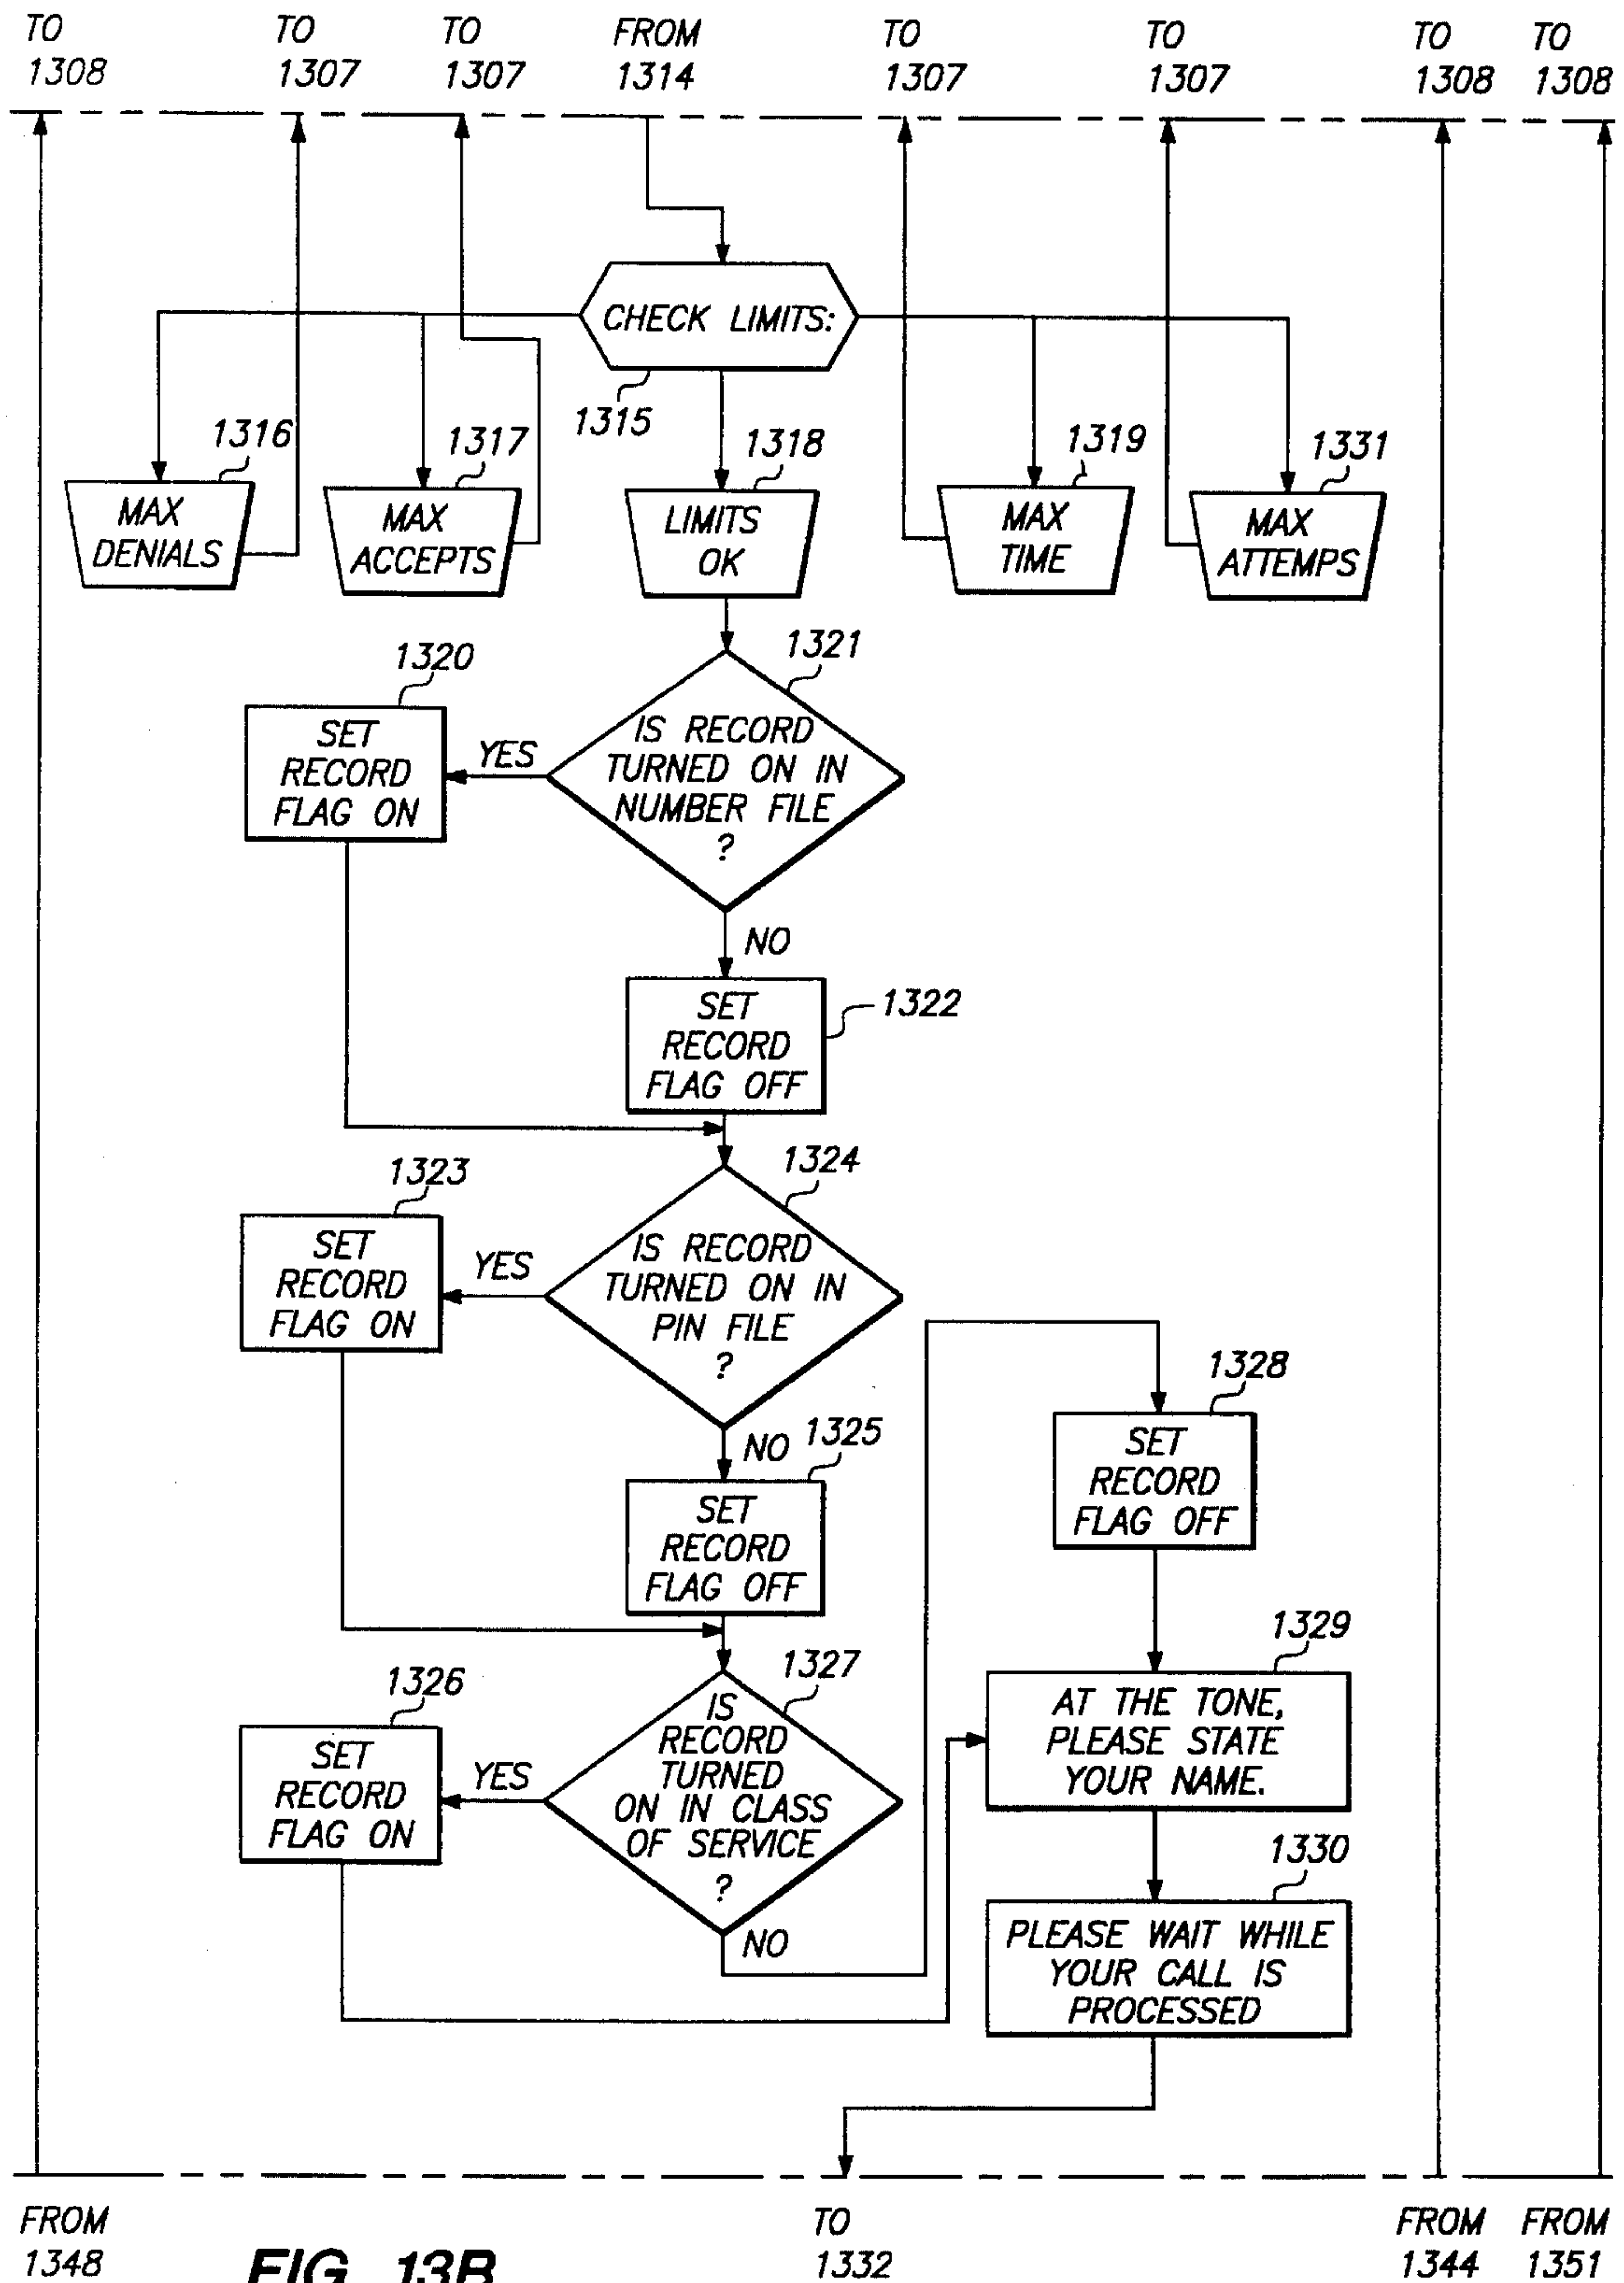 TO 1308
TO 1307
TO 1307
FROM 1314
TO 1307
TO 1307
TO 1308
TO 1308
CHECK LIMITS:
1315
1316
MAX
DENIALS
1317
MAX
ACCEPTS
1318
LIMITS
OK
1319
MAX
TIME
1331
MAX
ATTEMPS
1320
SET
RECORD
FLAG ON
YES
1321
IS RECORD
TURNED ON IN
NUMBER FILE
?
NO
SET
RECORD
FLAG OFF
1322
1323
SET
RECORD
FLAG ON
YES
1324
IS RECORD
TURNED ON IN
PIN FILE
?
NO
1325
SET
RECORD
FLAG OFF
1326
SET
RECORD
FLAG ON
YES
1327
IS
RECORD
TURNED
ON IN CLASS
OF SERVICE
?
NO
1328
SET
RECORD
FLAG OFF
1329
AT THE TONE,
PLEASE STATE
YOUR NAME.
1330
PLEASE WAIT WHILE
YOUR CALL IS
PROCESSED
FROM
1348
TO
1332
FROM
1344
FROM
1351
FIG. 13B